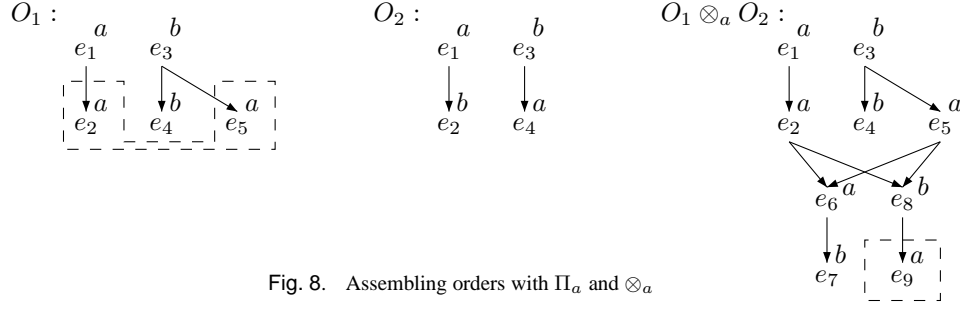 O₁ : O₂ : O₁ ⊗ₐ O₂ :
a b a b a b
e₁ e₃ e₁ e₃ e₁ e₃
a b a b a a b a
e₂ e₄ e₅ e₂ e₄ e₂ e₄ e₅
a b
e₆ e₈
b a
e₇ e₉
Fig. 8. Assembling orders with Πₐ and ⊗ₐ